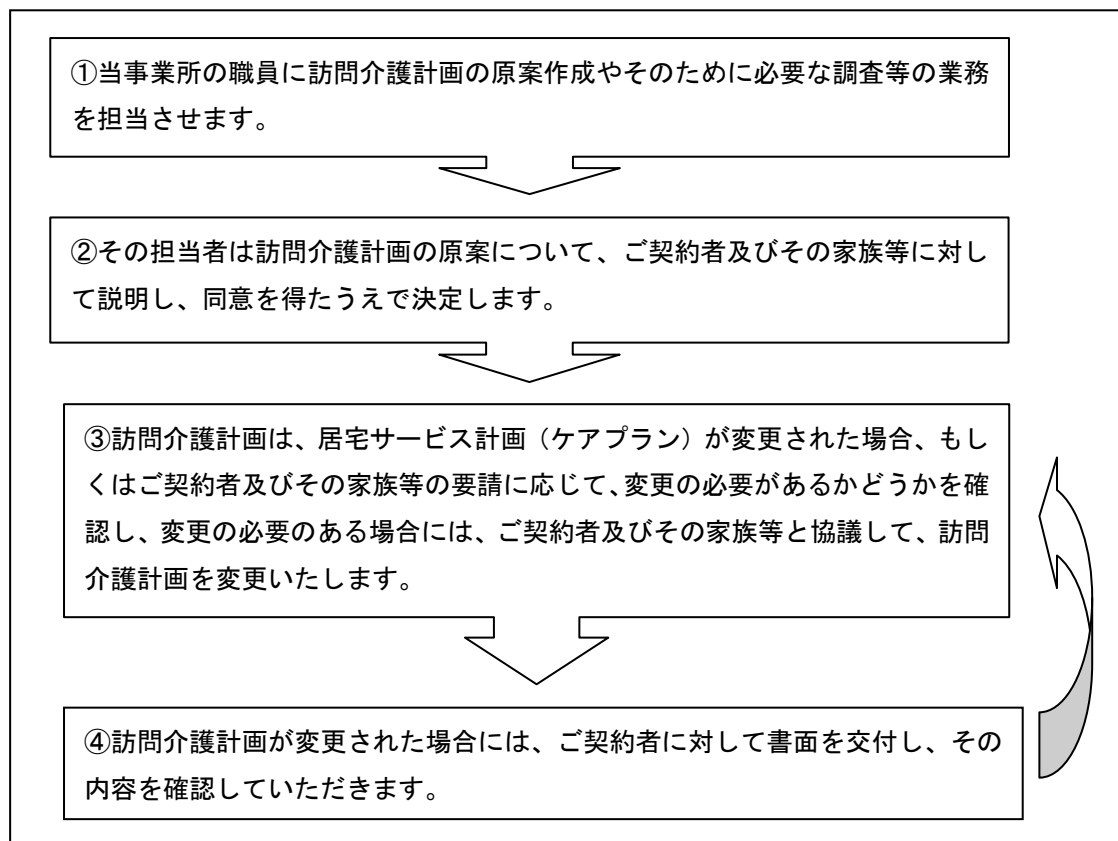 ①当事業所の職員に訪問介護計画の原案作成やそのために必要な調査等の業務
を担当させます。
②その担当者は訪問介護計画の原案について、ご契約者及びその家族等に対し
て説明し、同意を得たうえで決定します。
③訪問介護計画は、居宅サービス計画（ケアプラン）が変更された場合、もし
くはご契約者及びその家族等の要請に応じて、変更の必要があるかどうかを確
認し、変更の必要のある場合には、ご契約者及びその家族等と協議して、訪問
介護計画を変更いたします。
④訪問介護計画が変更された場合には、ご契約者に対して書面を交付し、その
内容を確認していただきます。